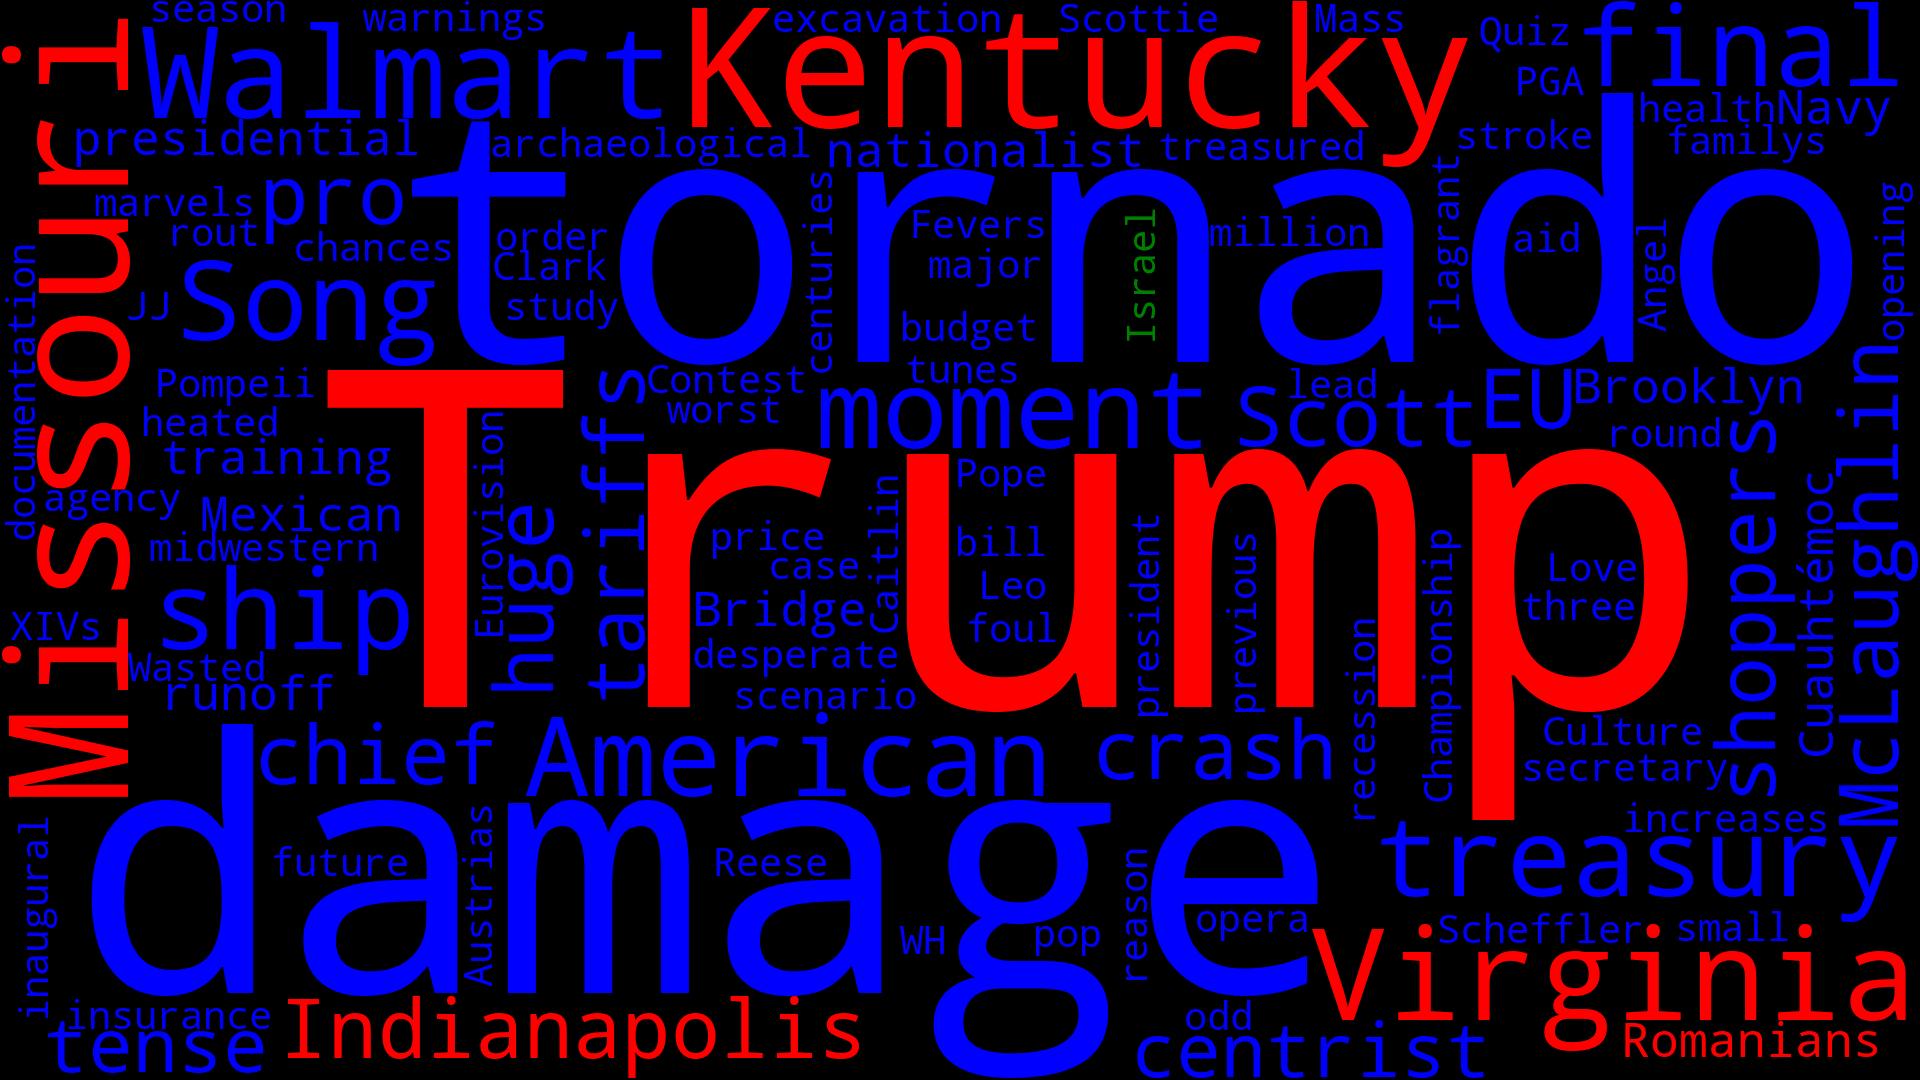 season
warnings
excavation
Scottie
Mass
Quiz
final
Walmart
Kentucky
PGA
health
Navy
familys
presidential
archaeological
nationalist
treasured
stroke
Missouri
tornado
marvels
pro
rout
chances
order
Clark
study
centuries
Fevers
major
Israel
million
flagrant
aid
Angel
opening
documentation
JJ
Song
budget
tunes
Pompeii
Contest
worst
moment
Scott
lead
EU
Brooklyn
heated
training
round
agency
Mexican
midwestern
Eurovision
huge
tariffs
Trump
price
case
Caitlin
Pope
bill
Leo
foul
president
previous
Championship
Love
three
shoppers
Cuauhtémoc
McLaughlin
ship
Bridge
desperate
scenario
XIVs
Wasted
runoff
recession
Culture
secretary
chief
American
crash
increases
damage
treasury
inaugural
future
Austrias
Reese
WH
pop
reason
opera
Scheffler
small
Virginia
insurance
tense
Indianapolis
odd
centrist
Romanians